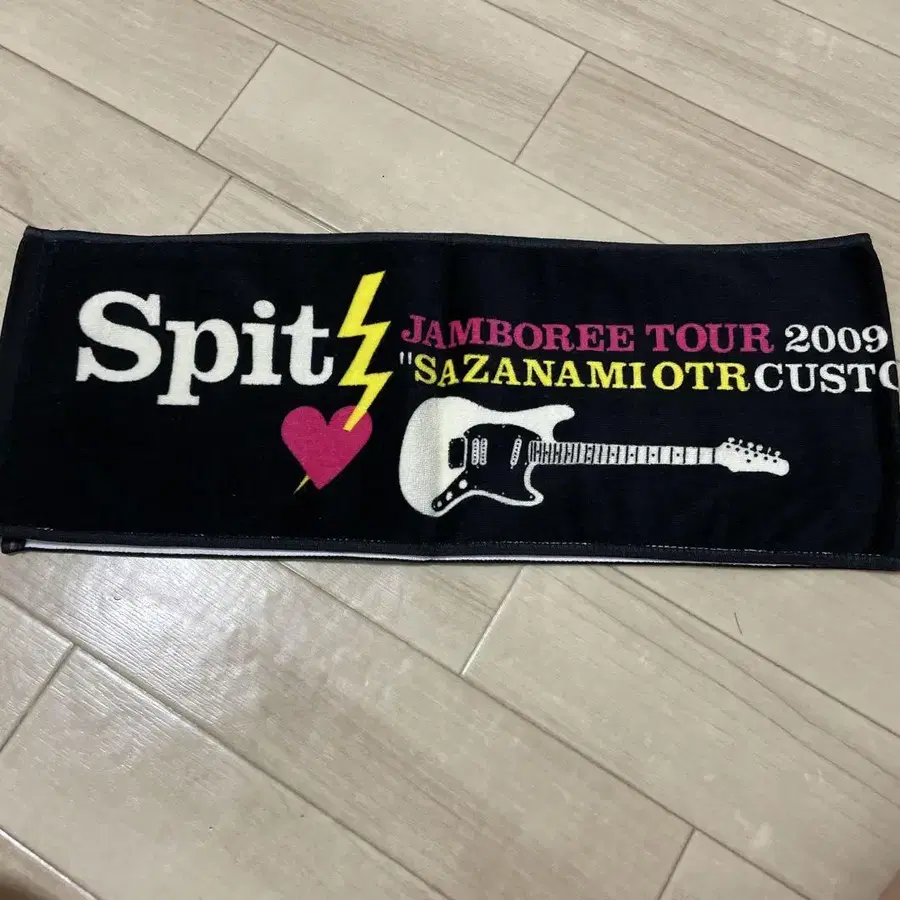 Spitz
JAMBOREE TOUR 2009
"SAZANAMI OTR CUSTO